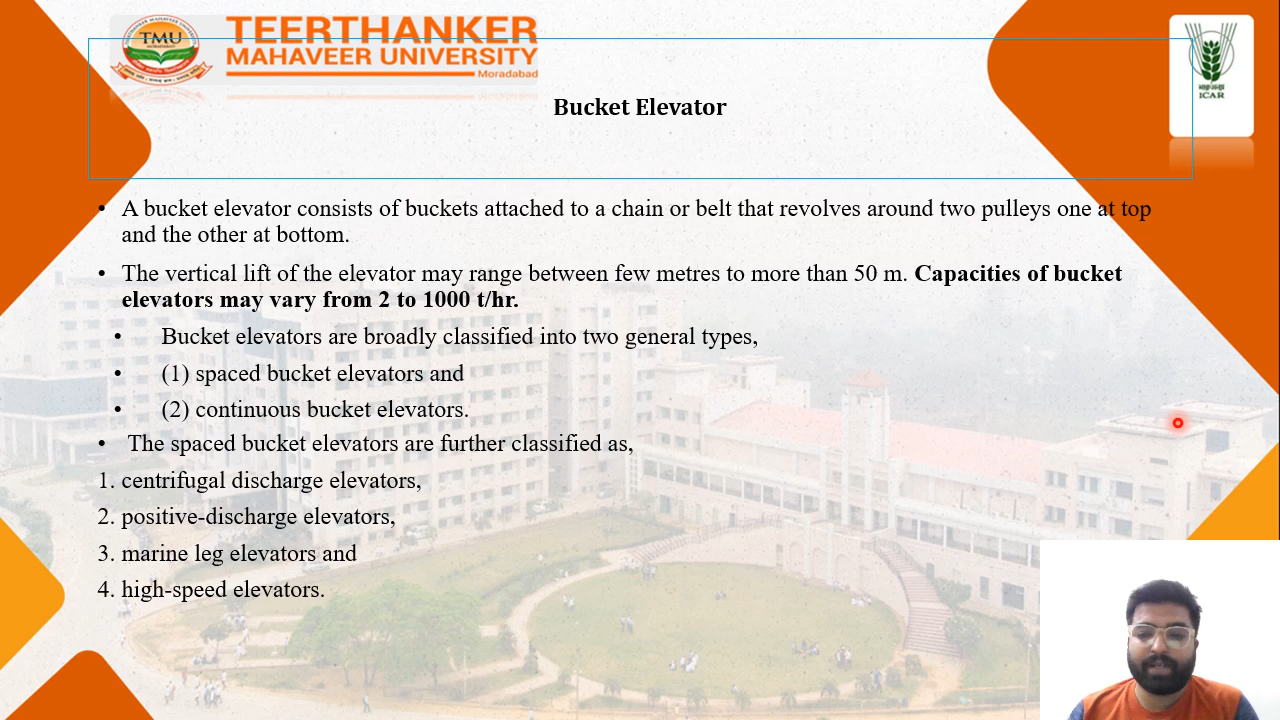 TMU
TEERTHANKER
MAHAVEER UNIVERSITY
Moradabad
ICAR
Bucket Elevator
• A bucket elevator consists of buckets attached to a chain or belt that revolves around two pulleys one at top
and the other at bottom.
• The vertical lift of the elevator may range between few metres to more than 50 m. Capacities of bucket
elevators may vary from 2 to 1000 t/hr.
• Bucket elevators are broadly classified into two general types,
• (1) spaced bucket elevators and
• (2) continuous bucket elevators.
• The spaced bucket elevators are further classified as,
1. centrifugal discharge elevators,
2. positive-discharge elevators,
3. marine leg elevators and
4. high-speed elevators.